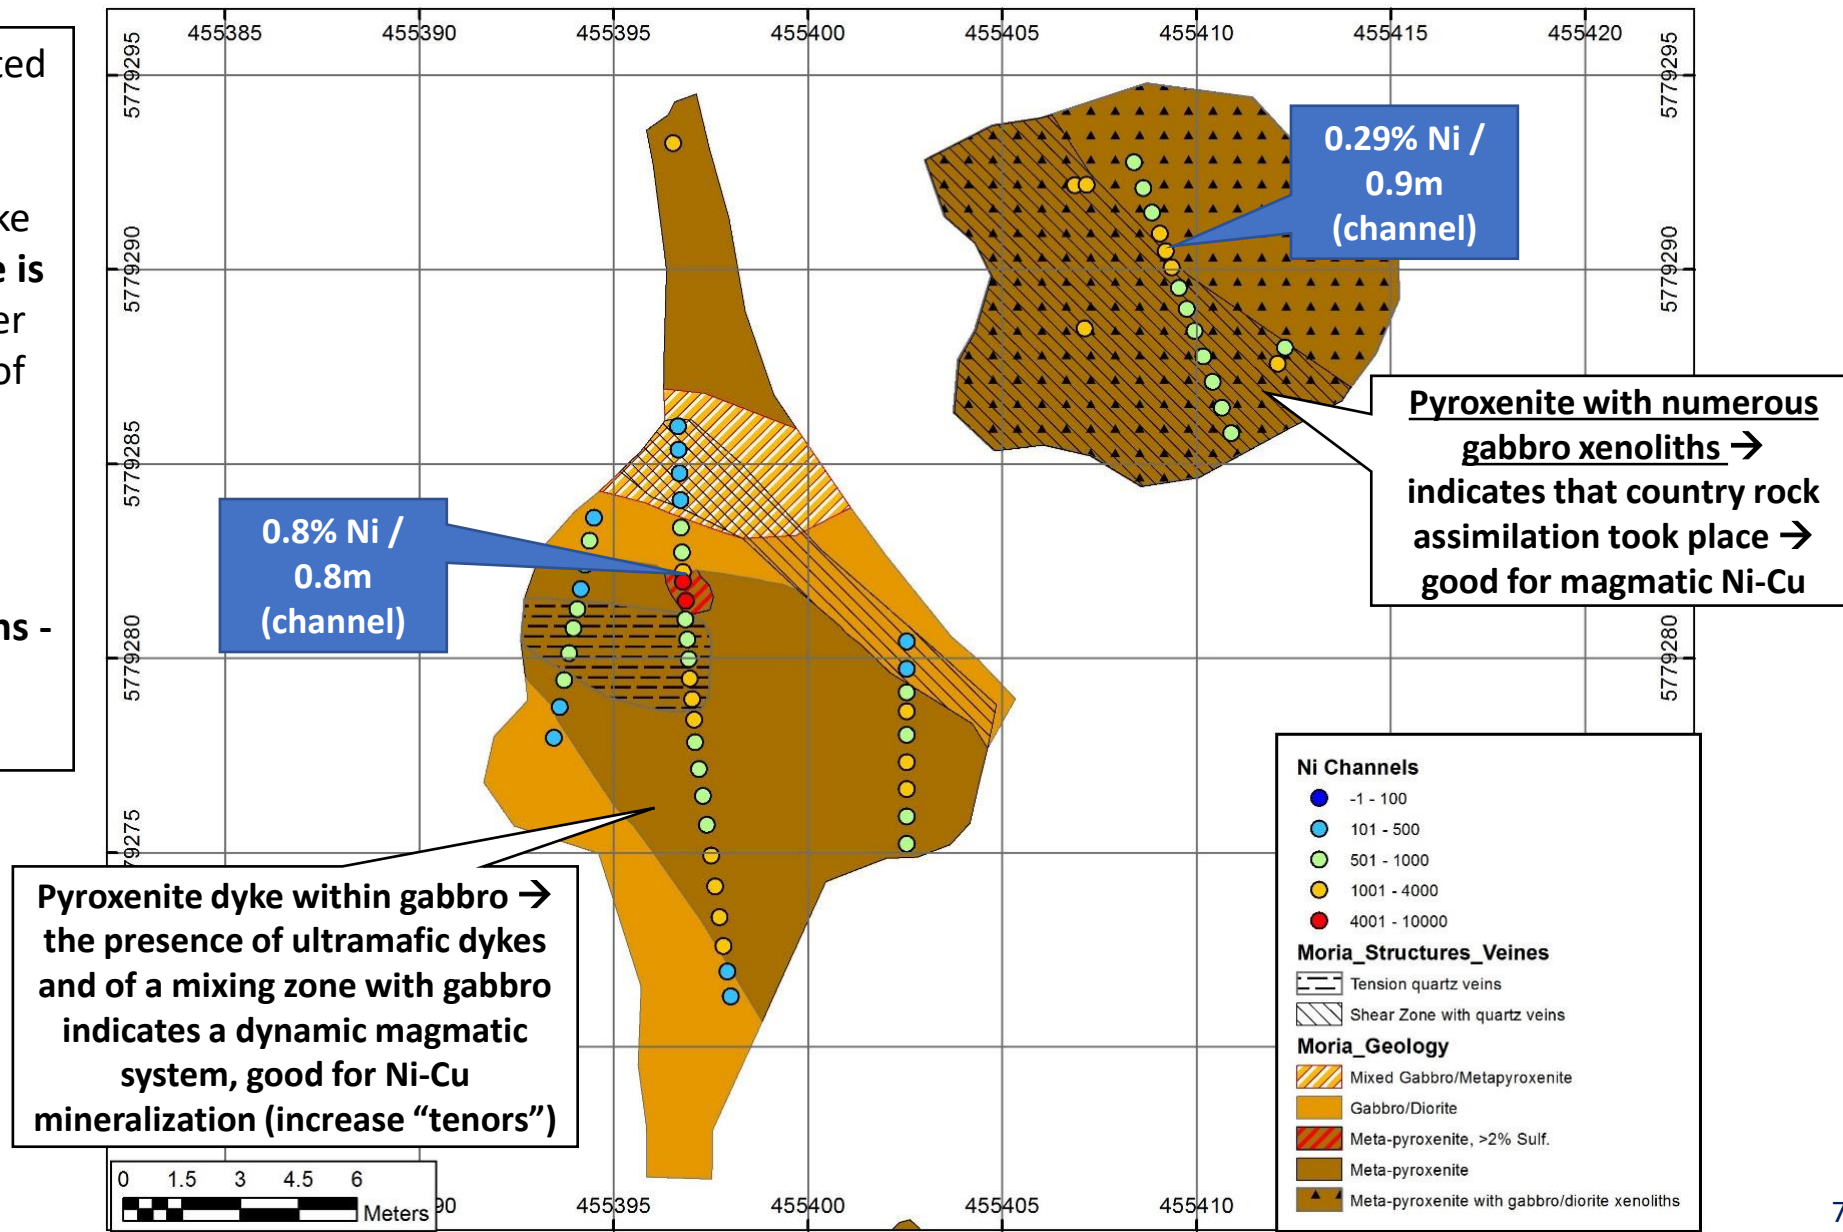 ted
ke
e is
er
of
ns -
455385 455390 455395 455400 455405 455410 455415 455420
5779295
5779295
5779290
5779290
5779285
5779280
5779280
79275
0.29% Ni /
0.9m
(channel)
Pyroxenite with numerous
gabbro xenoliths →
indicates that country rock
assimilation took place →
good for magmatic Ni-Cu
0.8% Ni /
0.8m
(channel)
Pyroxenite dyke within gabbro →
the presence of ultramafic dykes
and of a mixing zone with gabbro
indicates a dynamic magmatic
system, good for Ni-Cu
mineralization (increase “tenors”)
Ni Channels
-1 - 100
101 - 500
501 - 1000
1001 - 4000
4001 - 10000
Moria_Structures_Veines
Tension quartz veins
Shear Zone with quartz veins
Moria_Geology
Mixed Gabbro/Metapyroxenite
Gabbro/Diorite
Meta-pyroxenite, >2% Sulf.
Meta-pyroxenite
Meta-pyroxenite with gabbro/diorite xenoliths
0 1.5 3 4.5 6
Meters
90 455395 455400 455405 455410
7